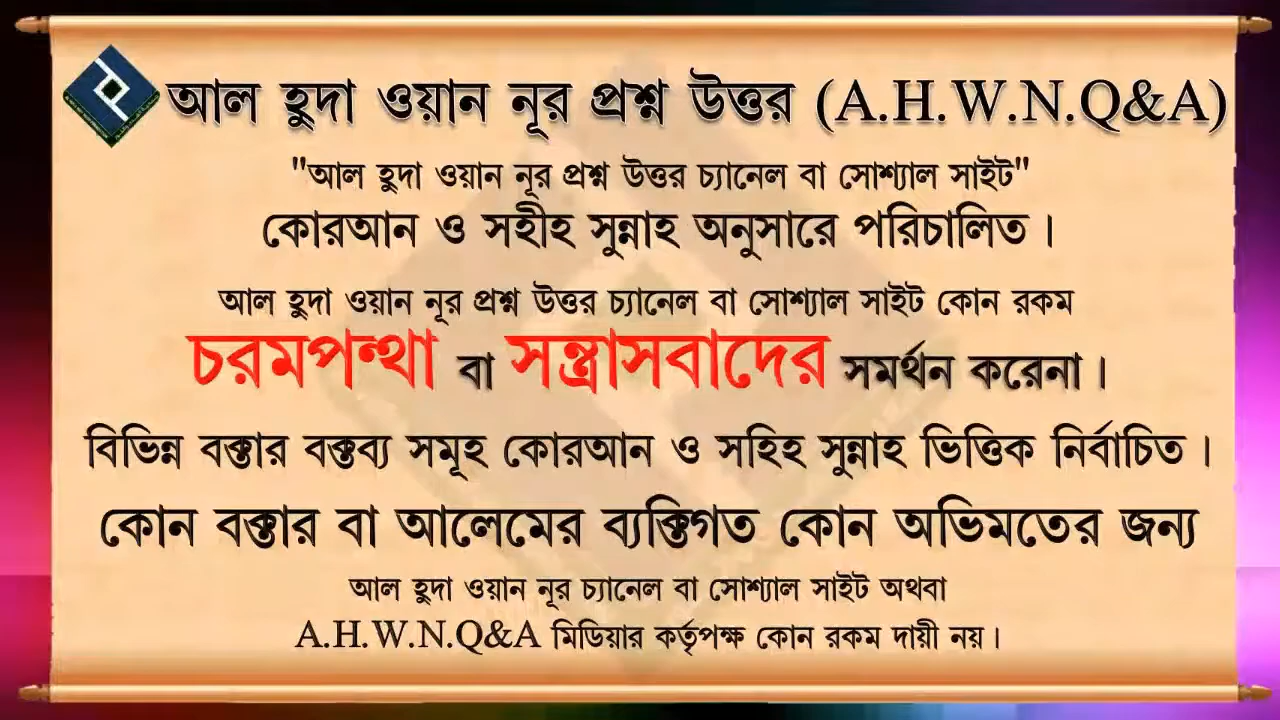 আল হুদা ওয়ান নূর প্রশ্ন উত্তর (A.H.W.N.Q&A)
"আল হুদা ওয়ান নূর প্রশ্ন উত্তর চ্যানেল বা সোশ্যাল সাইট"
কোরআন ও সহীহ সুন্নাহ অনুসারে পরিচালিত।
আল হুদা ওয়ান নূর প্রশ্ন উত্তর চ্যানেল বা সোশ্যাল সাইট কোন রকম
চরমপন্থা বা সন্ত্রাসবাদের সমর্থন করেনা।
বিভিন্ন বক্তার বক্তব্য সমূহ কোরআন ও সহিহ সুন্নাহ ভিত্তিক নির্বাচিত।
কোন বক্তার বা আলেমের ব্যক্তিগত কোন অভিমতের জন্য
আল হুদা ওয়ান নূর চ্যানেল বা সোশ্যাল সাইট অথবা
A.H.W.N.Q&A মিডিয়ার কর্তৃপক্ষ কোন রকম দায়ী নয়।